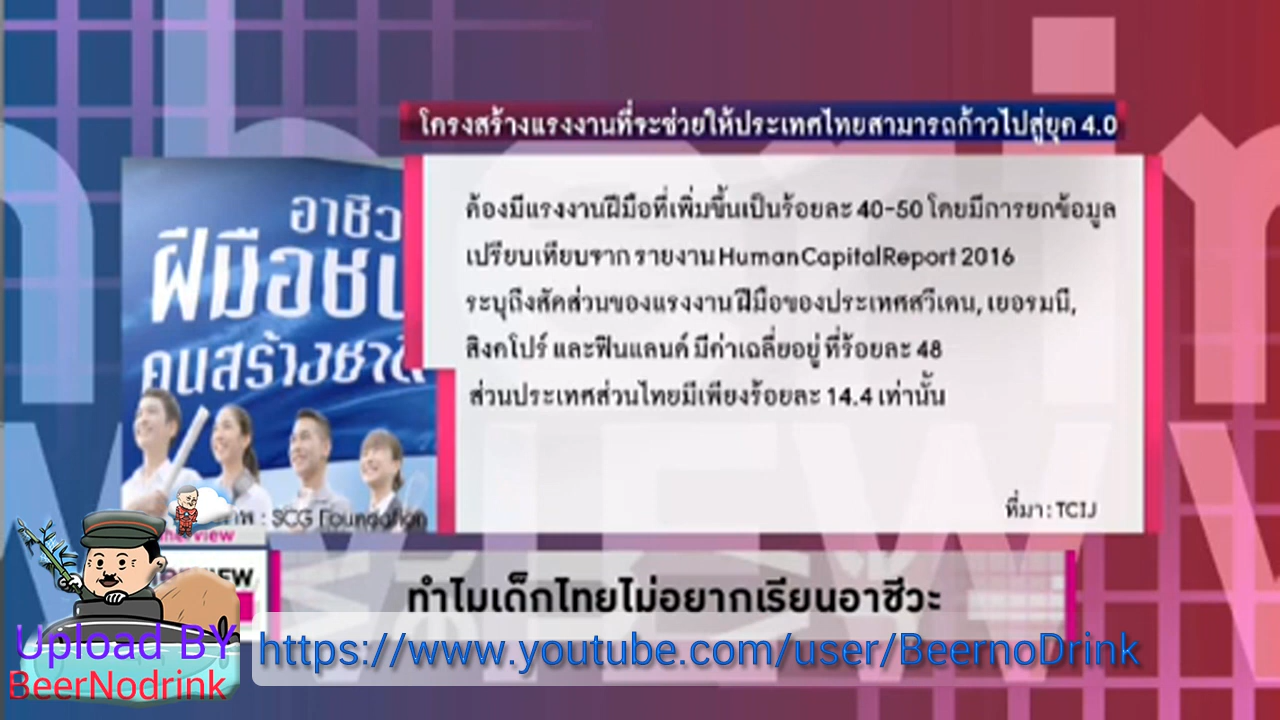 โครงสร้างแรงงานที่จะช่วยให้ประเทศไทยสามารถก้าวไปสู่ยุค 4.0
ต้องมีแรงงานฝีมือที่เพิ่มขึ้นเป็นร้อยละ 40-50 โดยมีการยกข้อมูล
เปรียบเทียบจาก รายงาน HumanCapitalReport 2016
ระบุถึงสัดส่วนของแรงงานฝีมือของประเทศสวีเดน, เยอรมนี,
สิงคโปร์ และฟินแลนด์ มีค่าเฉลี่ยอยู่ ที่ร้อยละ 48
ส่วนประเทศส่วนไทยมีเพียงร้อยละ 14.4 เท่านั้น
ที่มา : TCIJ
อาชีว
ฝีมือชน
คนสร้างชาติ
ภาพ : SCG Foundation
the view
VIEW
ทำไมเด็กไทยไม่อยากเรียนอาชีวะ
Upload BY
BeerNodrink
https://www.youtube.com/user/BeernoDrink